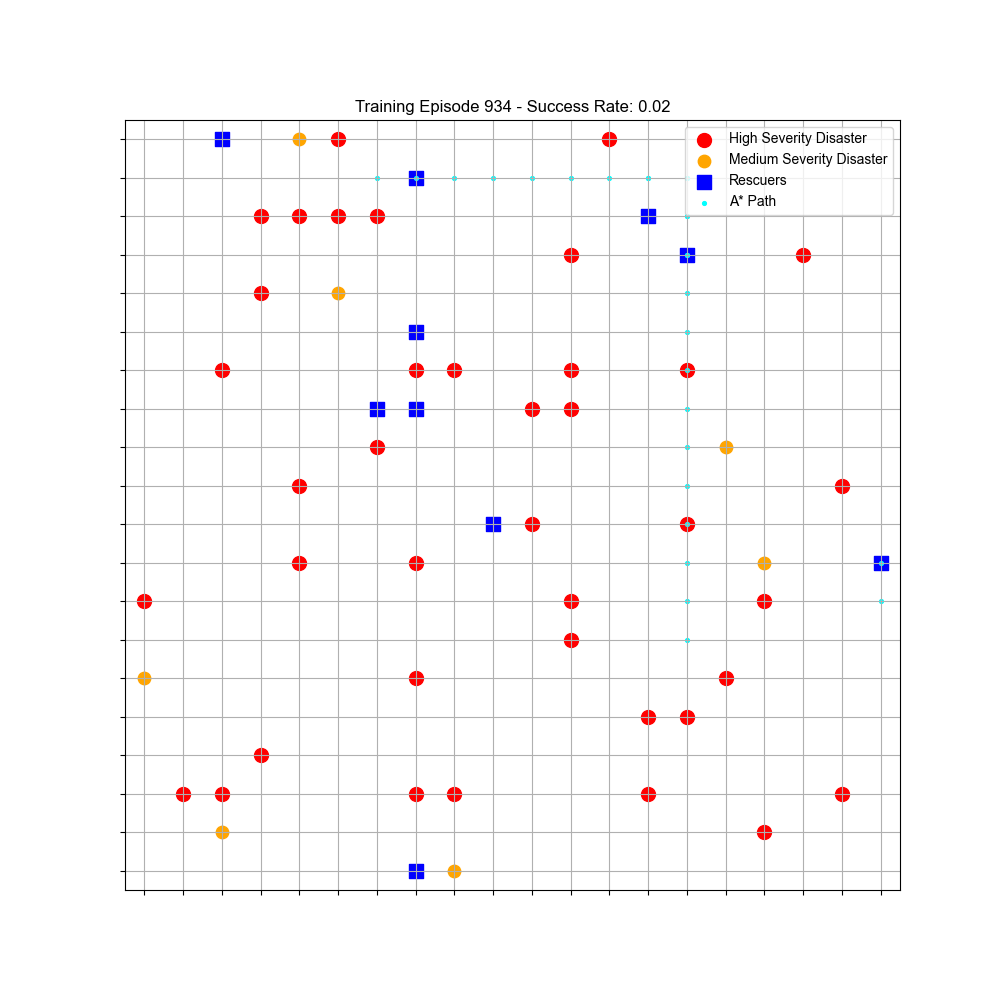 Training Episode 934 - Success Rate: 0.02
High Severity Disaster
Medium Severity Disaster
Rescuers
A* Path